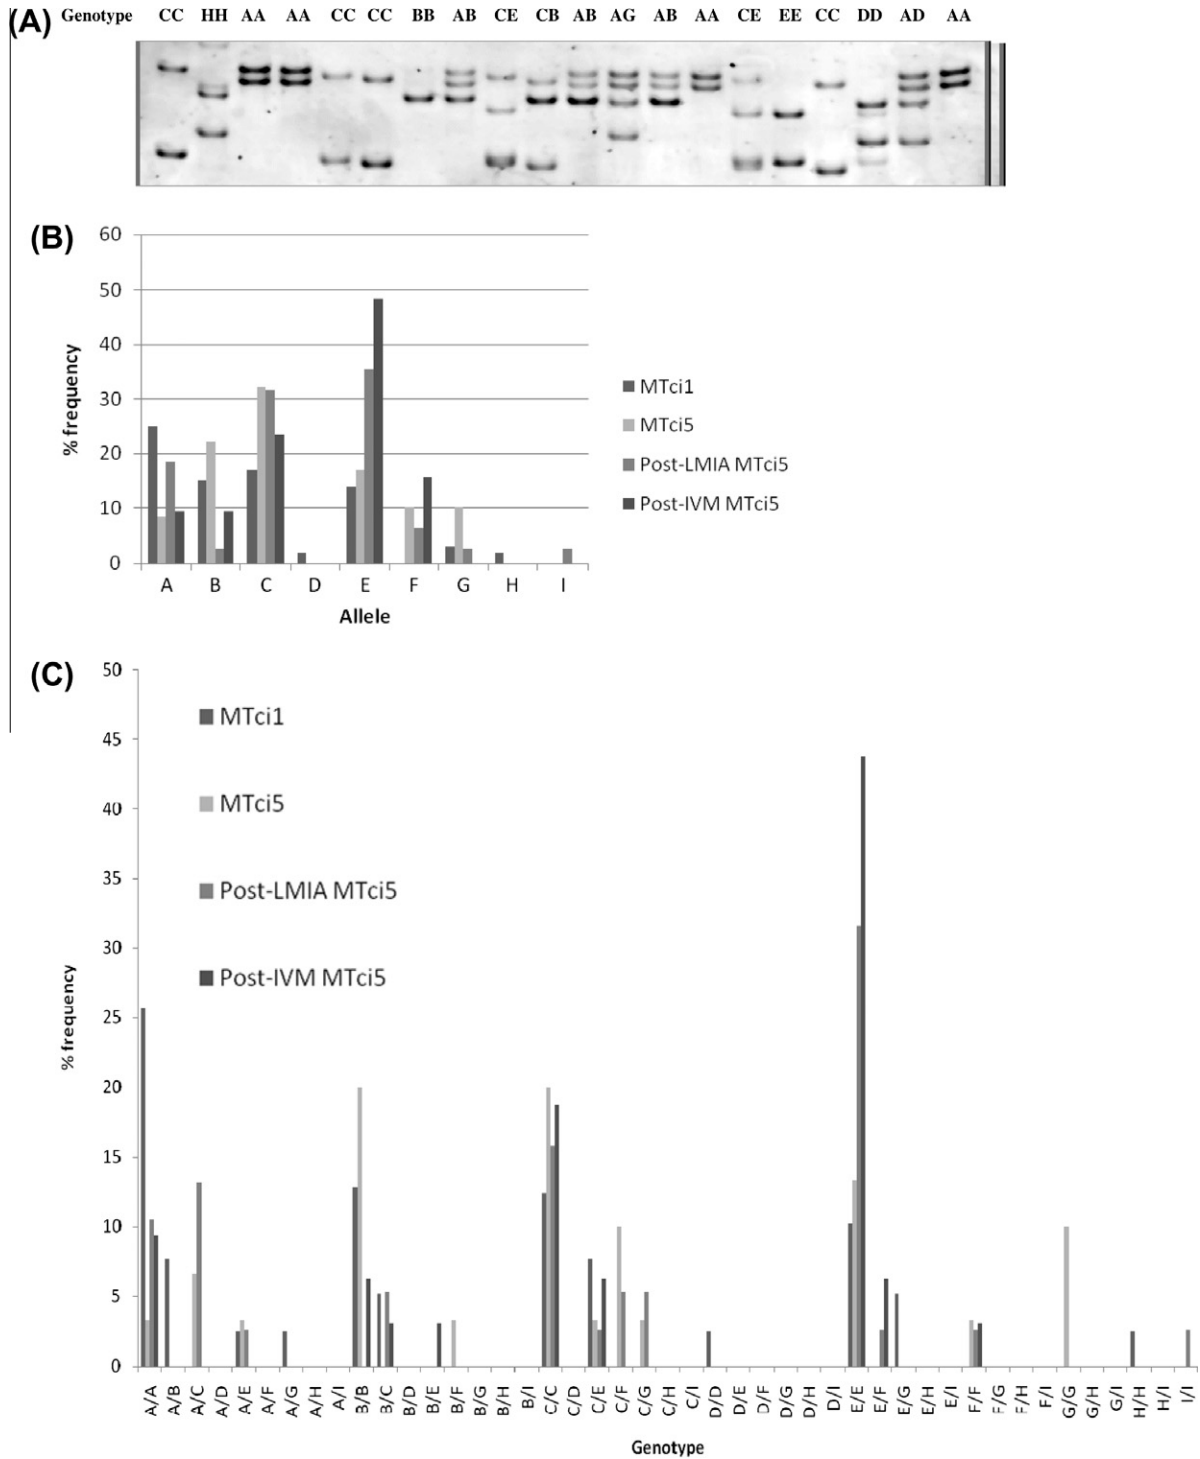 (A) Genotype CC HH AA AA CC CC BB AB CE CB AB AG AB AA CE EE CC DD AD AA
(B)
60
50
40
30
20
10
0
% frequency
A B C D E F G H I
Allele
MTci1
MTci5
Post-LMIA MTci5
Post-IVM MTci5
(C)
50
45
40
35
30
25
20
15
10
5
0
% frequency
MTci1
MTci5
Post-LMIA MTci5
Post-IVM MTci5
A/A A/B A/C A/D A/E A/F A/G A/H A/I B/B B/C B/D B/E B/F B/G B/H B/I C/C C/D C/E C/F C/G C/H C/I D/D D/E D/F D/G D/H D/I E/E E/F E/G E/H E/I F/F F/G F/H F/I G/G G/H G/I H/H H/I I/I
Genotype